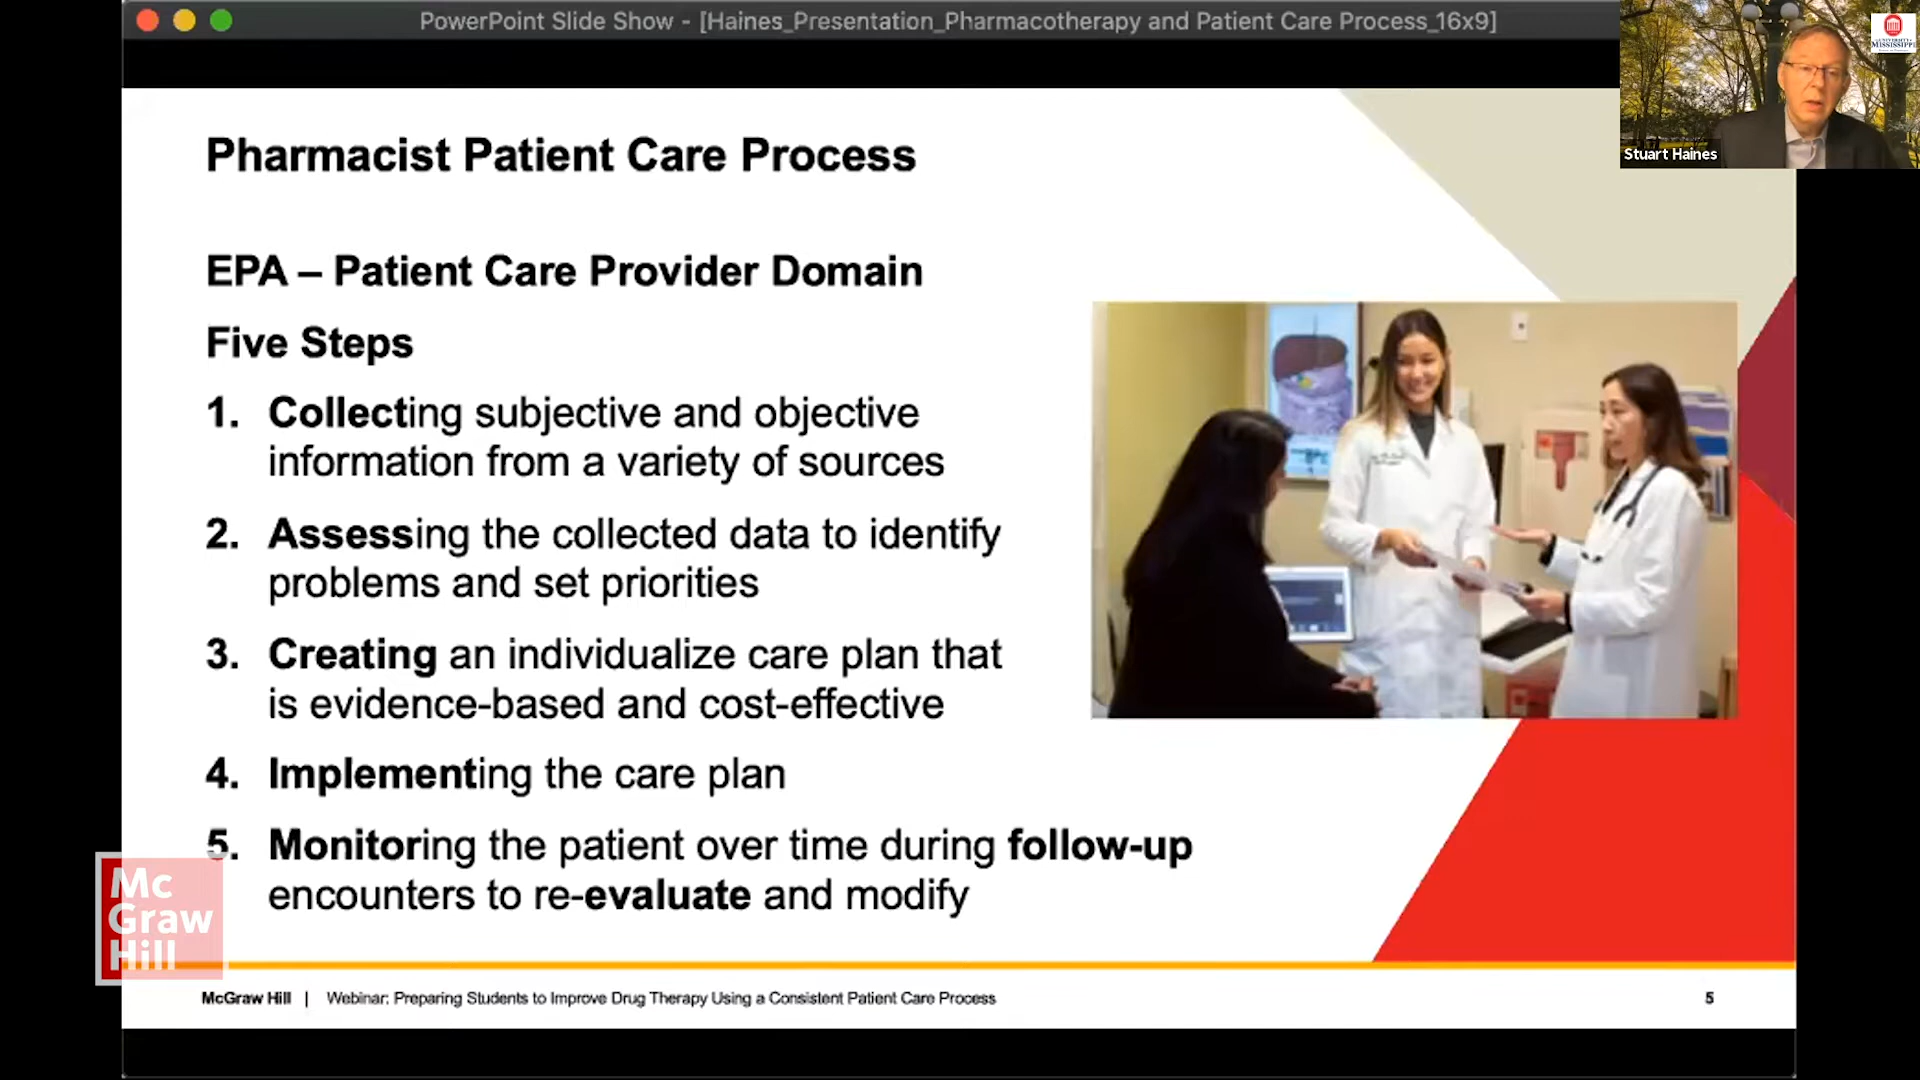 PowerPoint Slide Show - [Haines_Presentation_Pharmacotherapy and Patient Care Process_16x9]
MISSISSIPPI
Stuart Haines
Pharmacist Patient Care Process
EPA – Patient Care Provider Domain
Five Steps
1. Collecting subjective and objective
information from a variety of sources
2. Assessing the collected data to identify
problems and set priorities
3. Creating an individualize care plan that
is evidence-based and cost-effective
4. Implementing the care plan
5. Monitoring the patient over time during follow-up
encounters to re-evaluate and modify
Mc
Graw
Hill
McGraw Hill | Webinar: Preparing Students to Improve Drug Therapy Using a Consistent Patient Care Process
5